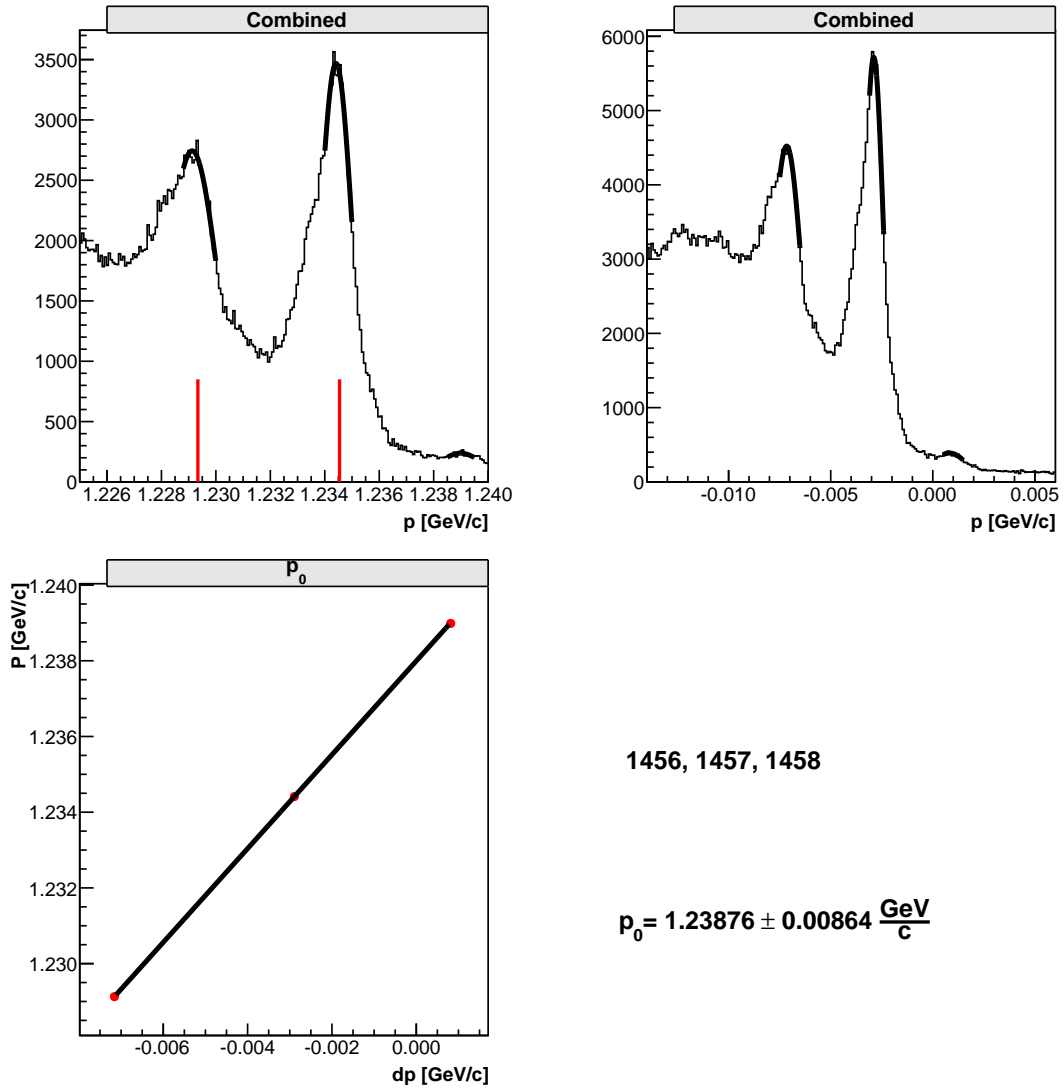 Combined
3500
3000
2500
2000
1500
1000
500
0
1.226 1.228 1.230 1.232 1.234 1.236 1.238 1.240
p [GeV/c]
Combined
6000
5000
4000
3000
2000
1000
0
-0.010 -0.005 0.000 0.005
p [GeV/c]
p0
P [GeV/c]
1.240
1.238
1.236
1.234
1.232
1.230
-0.006 -0.004 -0.002 0.000
dp [GeV/c]
1456, 1457, 1458
p0= 1.23876 ± 0.00864 GeV/c